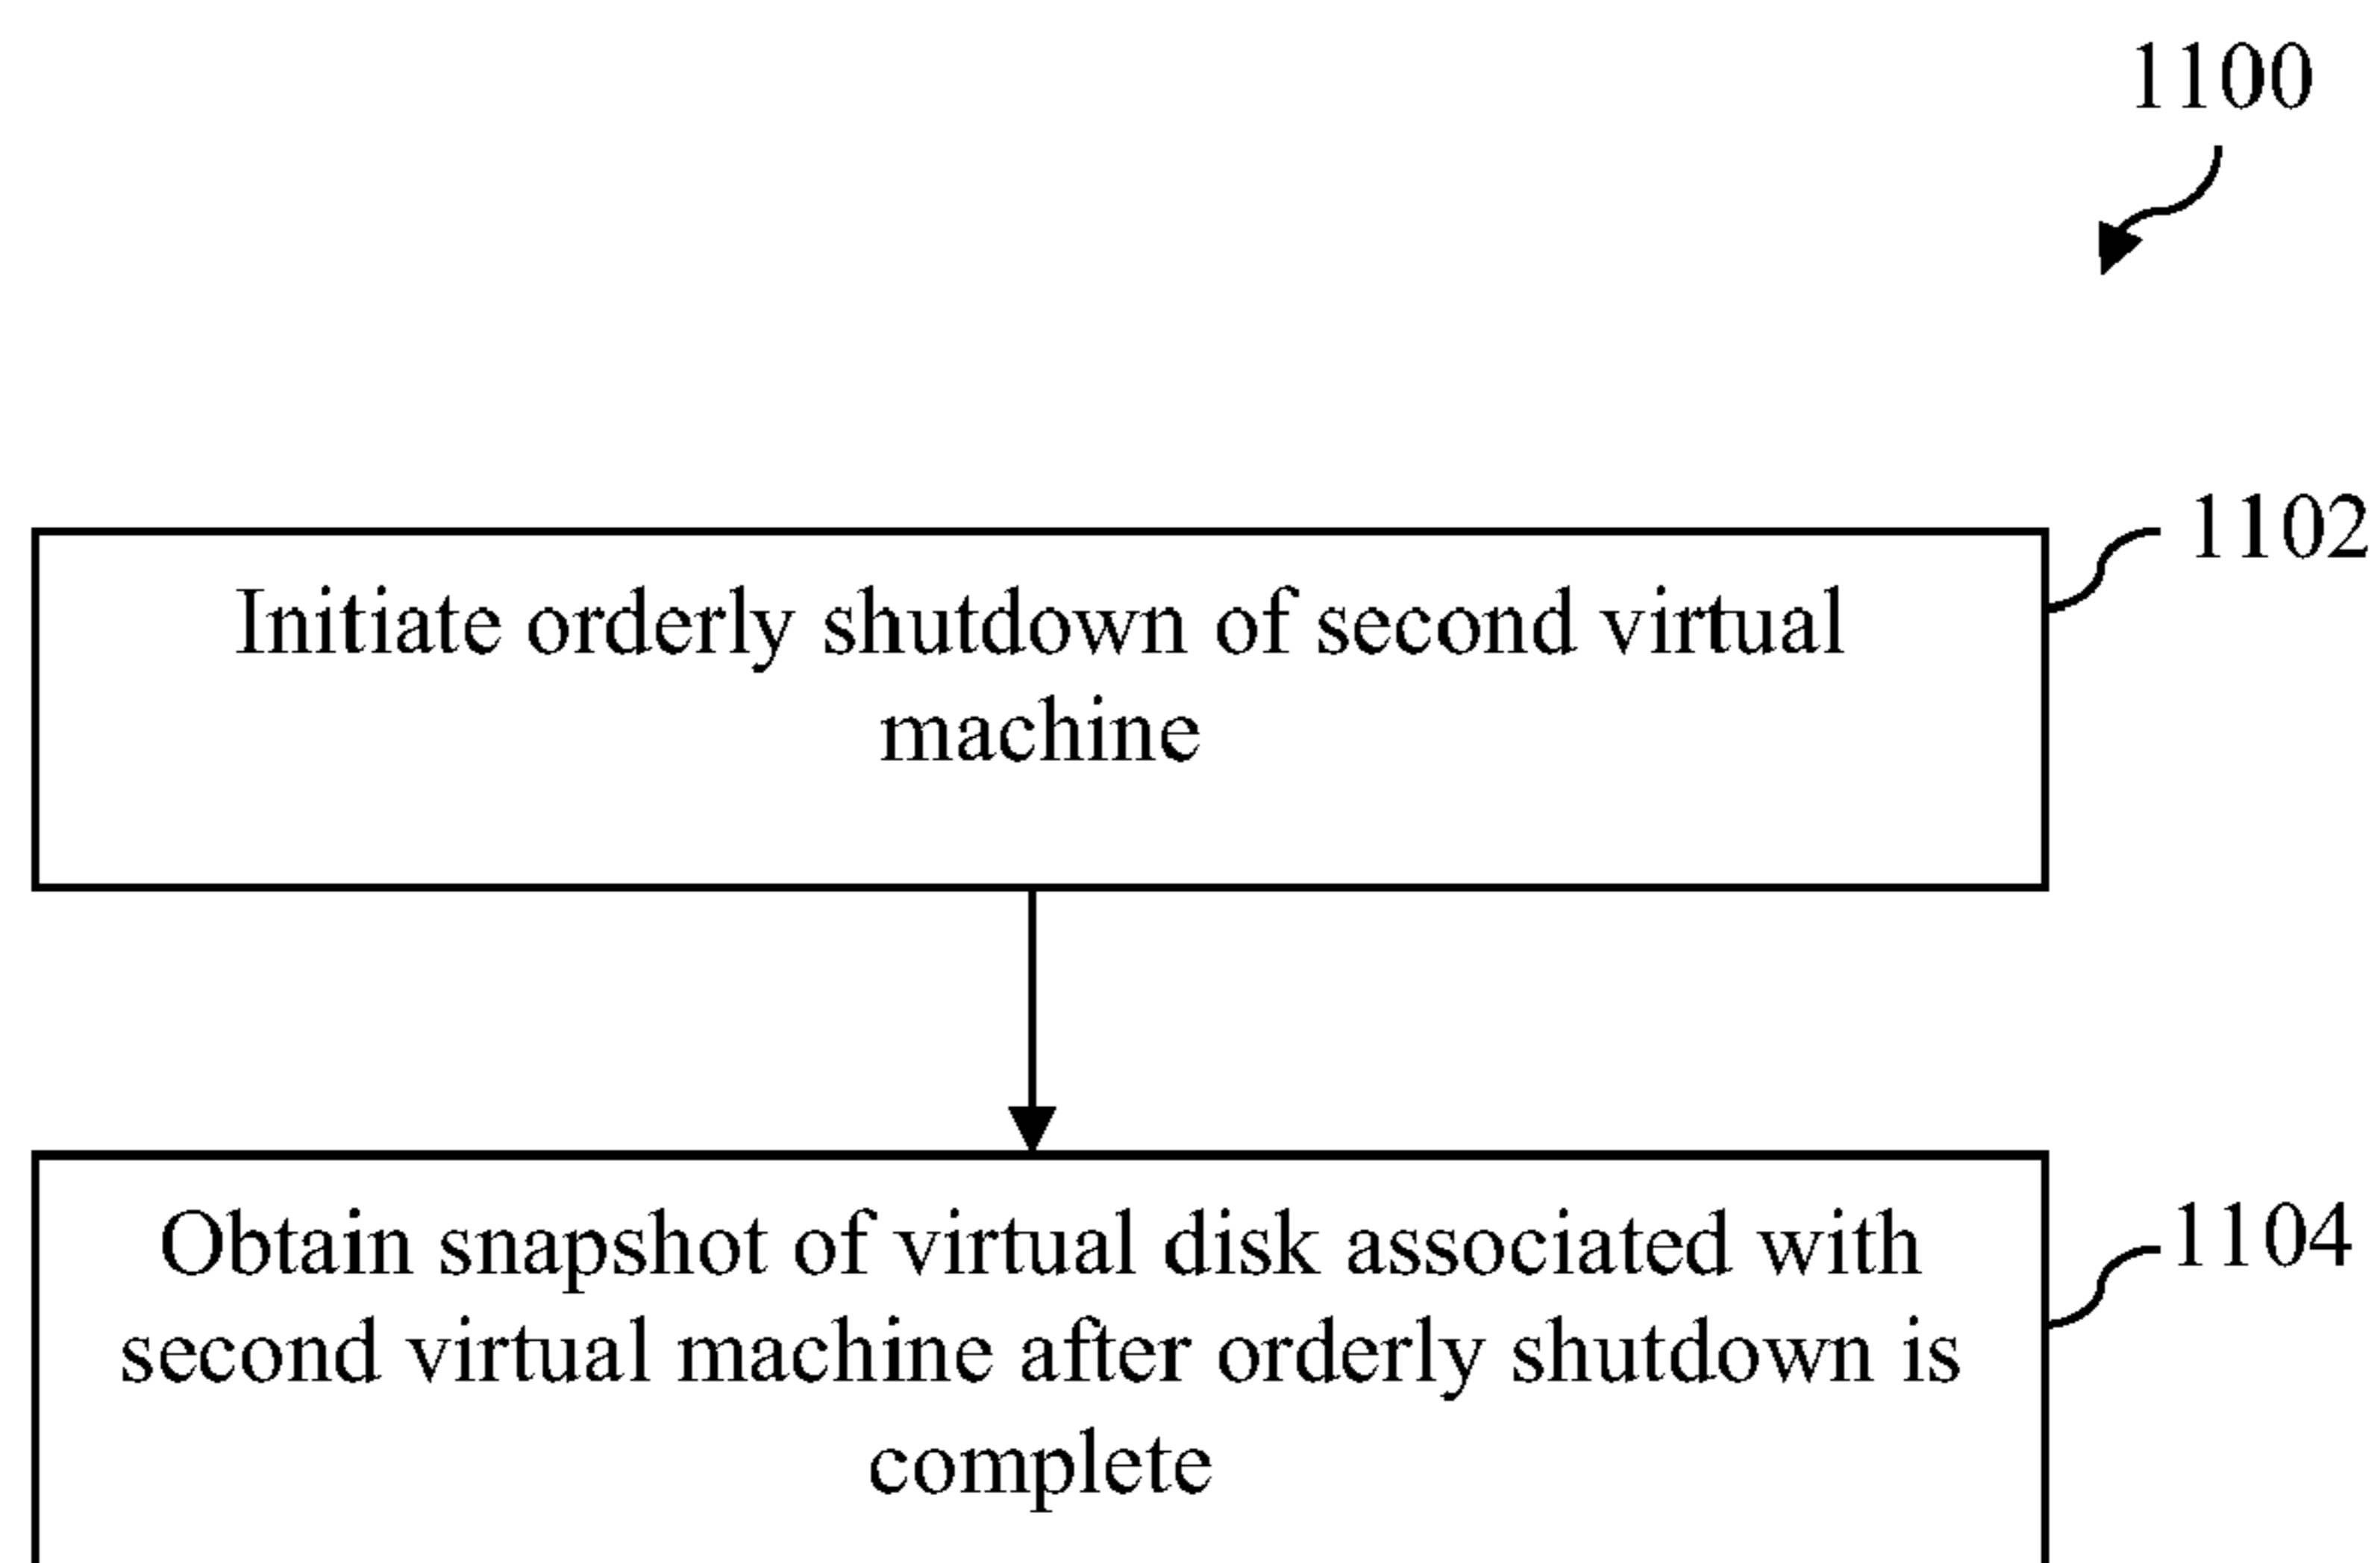 1100
1102
Initiate orderly shutdown of second virtual
machine
1104
Obtain snapshot of virtual disk associated with
second virtual machine after orderly shutdown is
complete